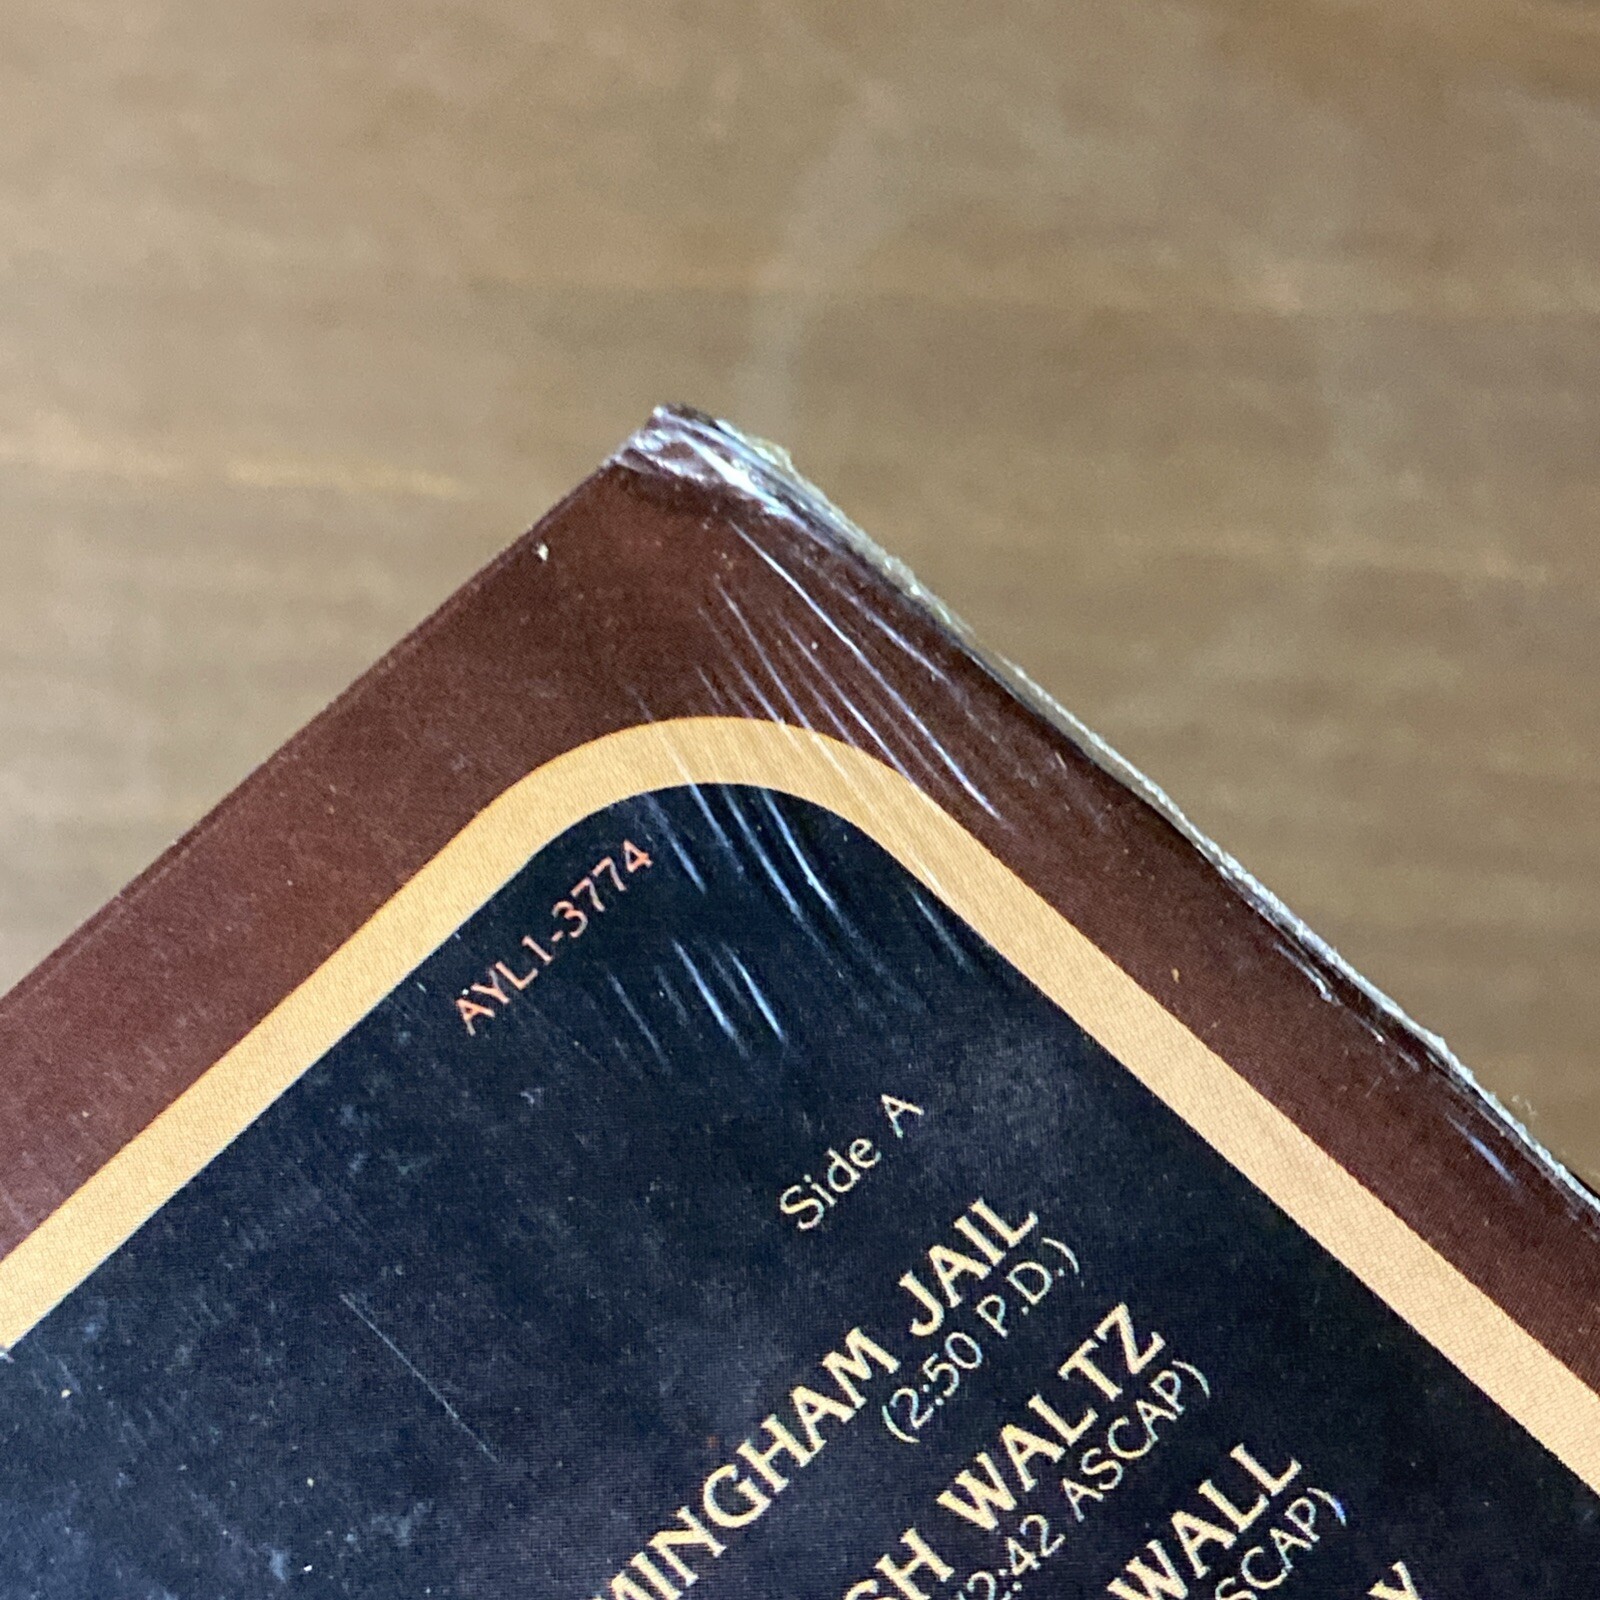 AYL1-3774
Side A
MINGHAM JAIL
(2:50 P.D.)
SH WALTZ
(2:42 ASCAP)
WALL
SCAP)